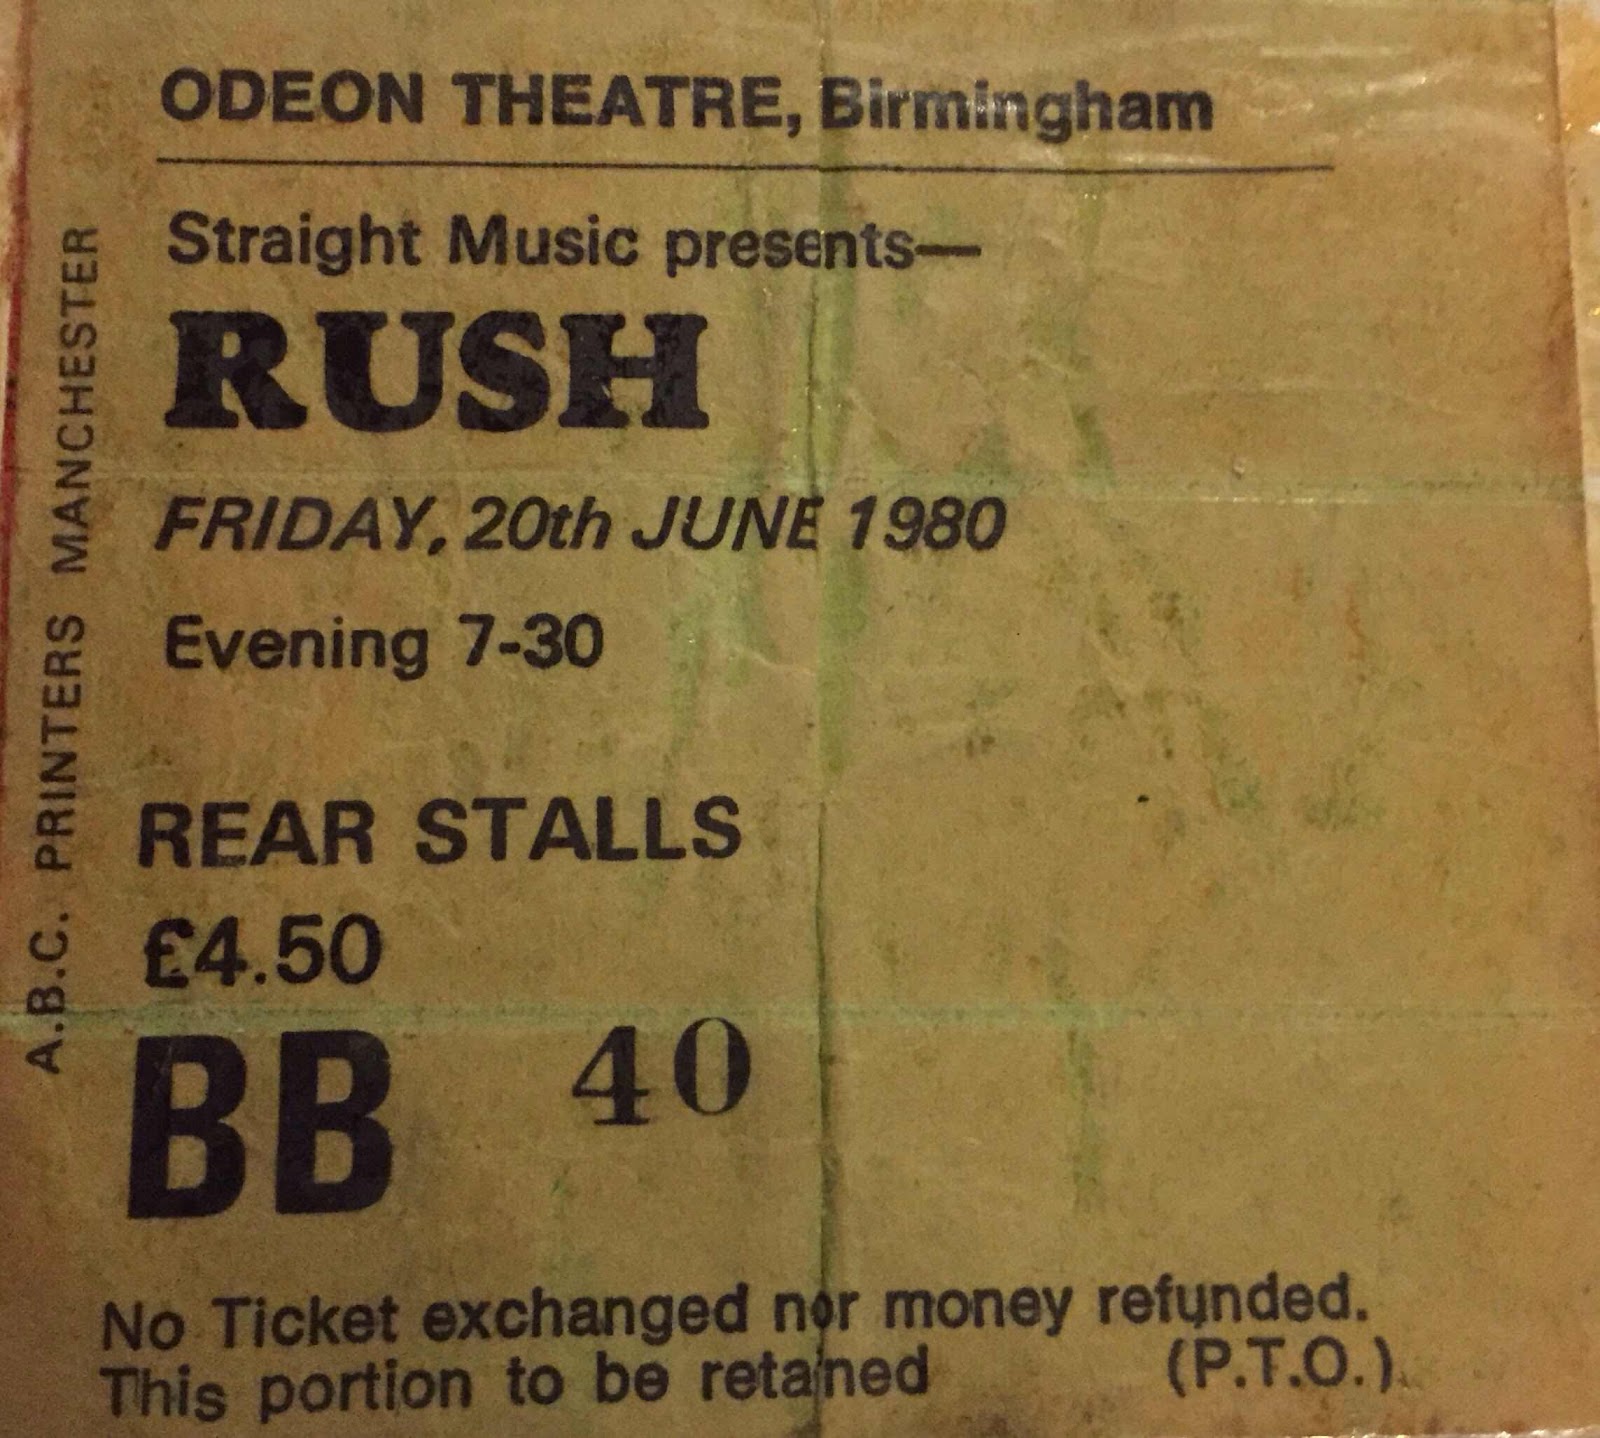 ODEON THEATRE, Birmingham
Straight Music presents—
RUSH
FRIDAY, 20th JUNE 1980
Evening 7-30
REAR STALLS
£4.50
BB 40
No Ticket exchanged nor money refunded.
This portion to be retained (P.T.O.)
A.B.C. PRINTERS MANCHESTER